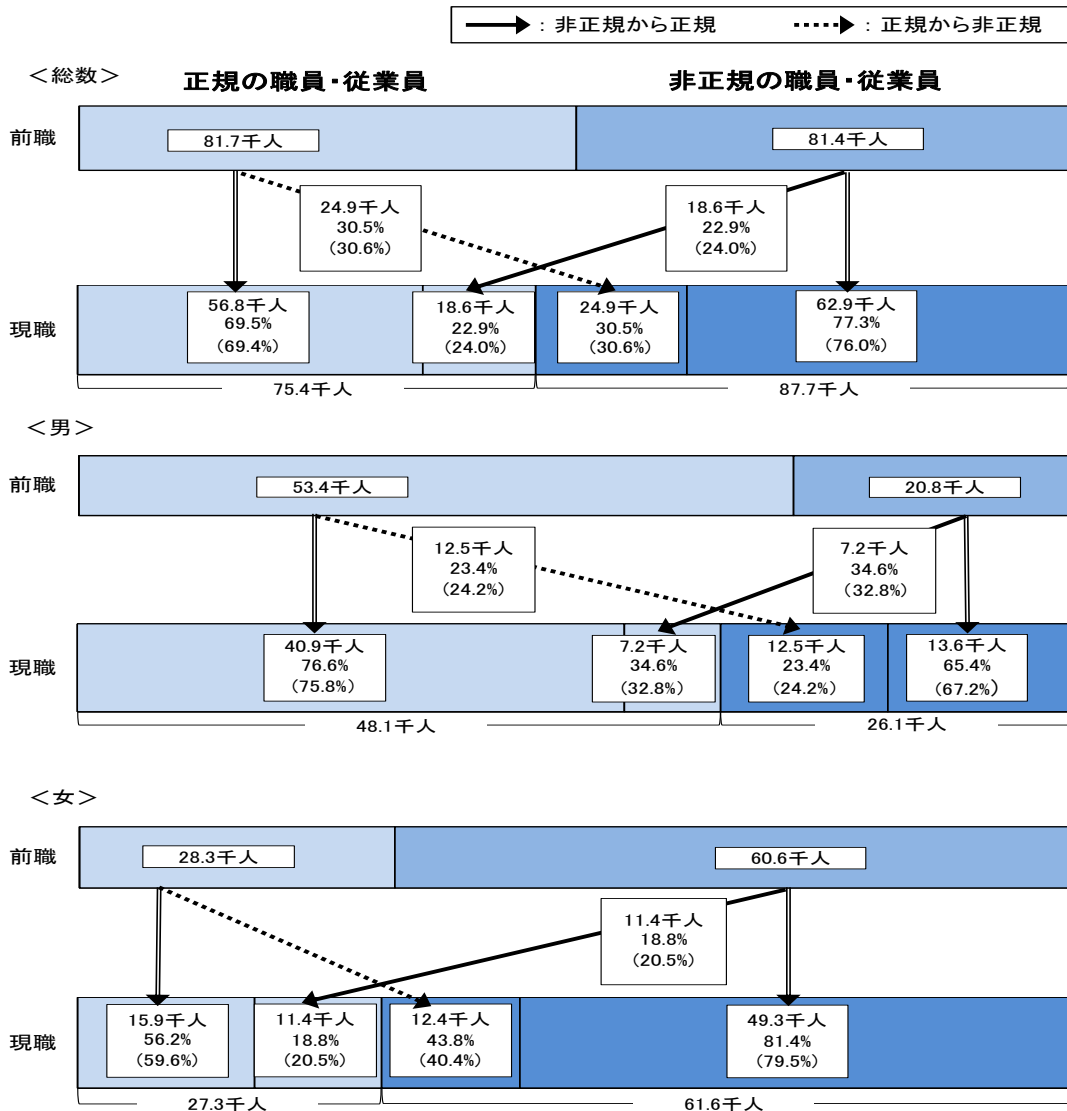 : 非正規から正規 : 正規から非正規
＜総数＞ 正規の職員・従業員 非正規の職員・従業員
前職 81.7千人 81.4千人
24.9千人
30.5%
(30.6%)
18.6千人
22.9%
(24.0%)
現職
56.8千人
69.5%
(69.4%)
18.6千人
22.9%
(24.0%)
24.9千人
30.5%
(30.6%)
62.9千人
77.3%
(76.0%)
75.4千人 87.7千人
＜男＞
前職 53.4千人 20.8千人
12.5千人
23.4%
(24.2%)
7.2千人
34.6%
(32.8%)
現職
40.9千人
76.6%
(75.8%)
7.2千人
34.6%
(32.8%)
12.5千人
23.4%
(24.2%)
13.6千人
65.4%
(67.2%)
48.1千人 26.1千人
＜女＞
前職 28.3千人 60.6千人
11.4千人
18.8%
(20.5%)
現職
15.9千人
56.2%
(59.6%)
11.4千人
18.8%
(20.5%)
12.4千人
43.8%
(40.4%)
49.3千人
81.4%
(79.5%)
27.3千人 61.6千人